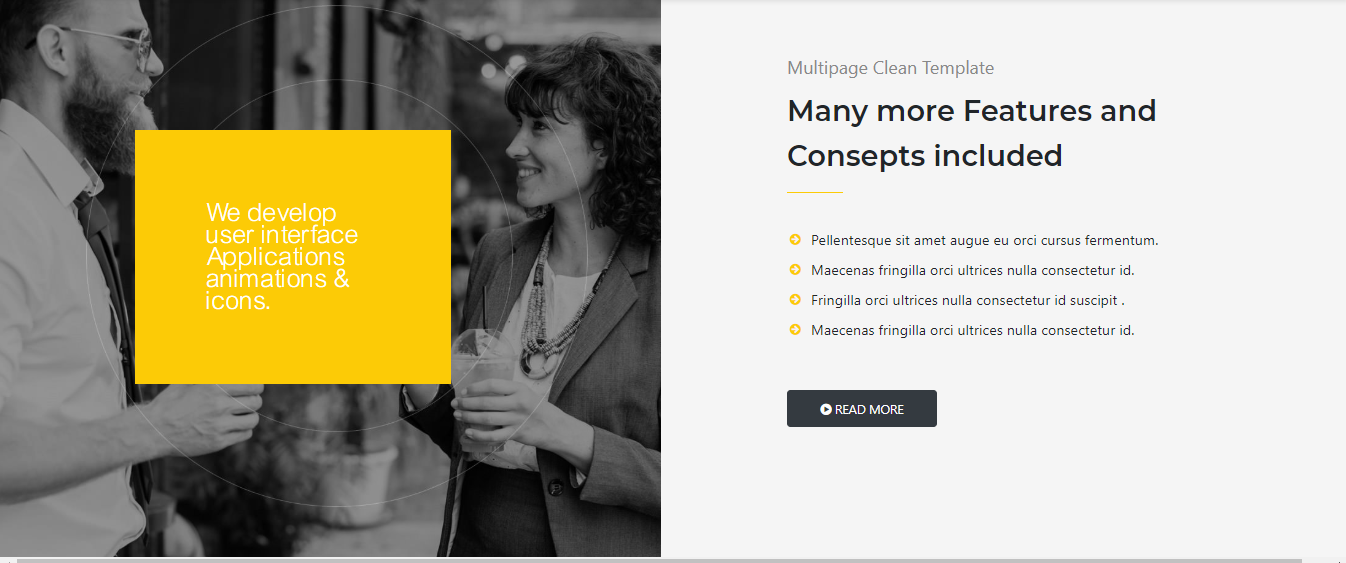 We develop
user interface
Applications
animations &
icons.
Multipage Clean Template
Many more Features and
Consepts included
Pellentesque sit amet augue eu orci cursus fermentum.
Maecenas fringilla orci ultrices nulla consectetur id.
Fringilla orci ultrices nulla consectetur id suscipit .
Maecenas fringilla orci ultrices nulla consectetur id.
READ MORE